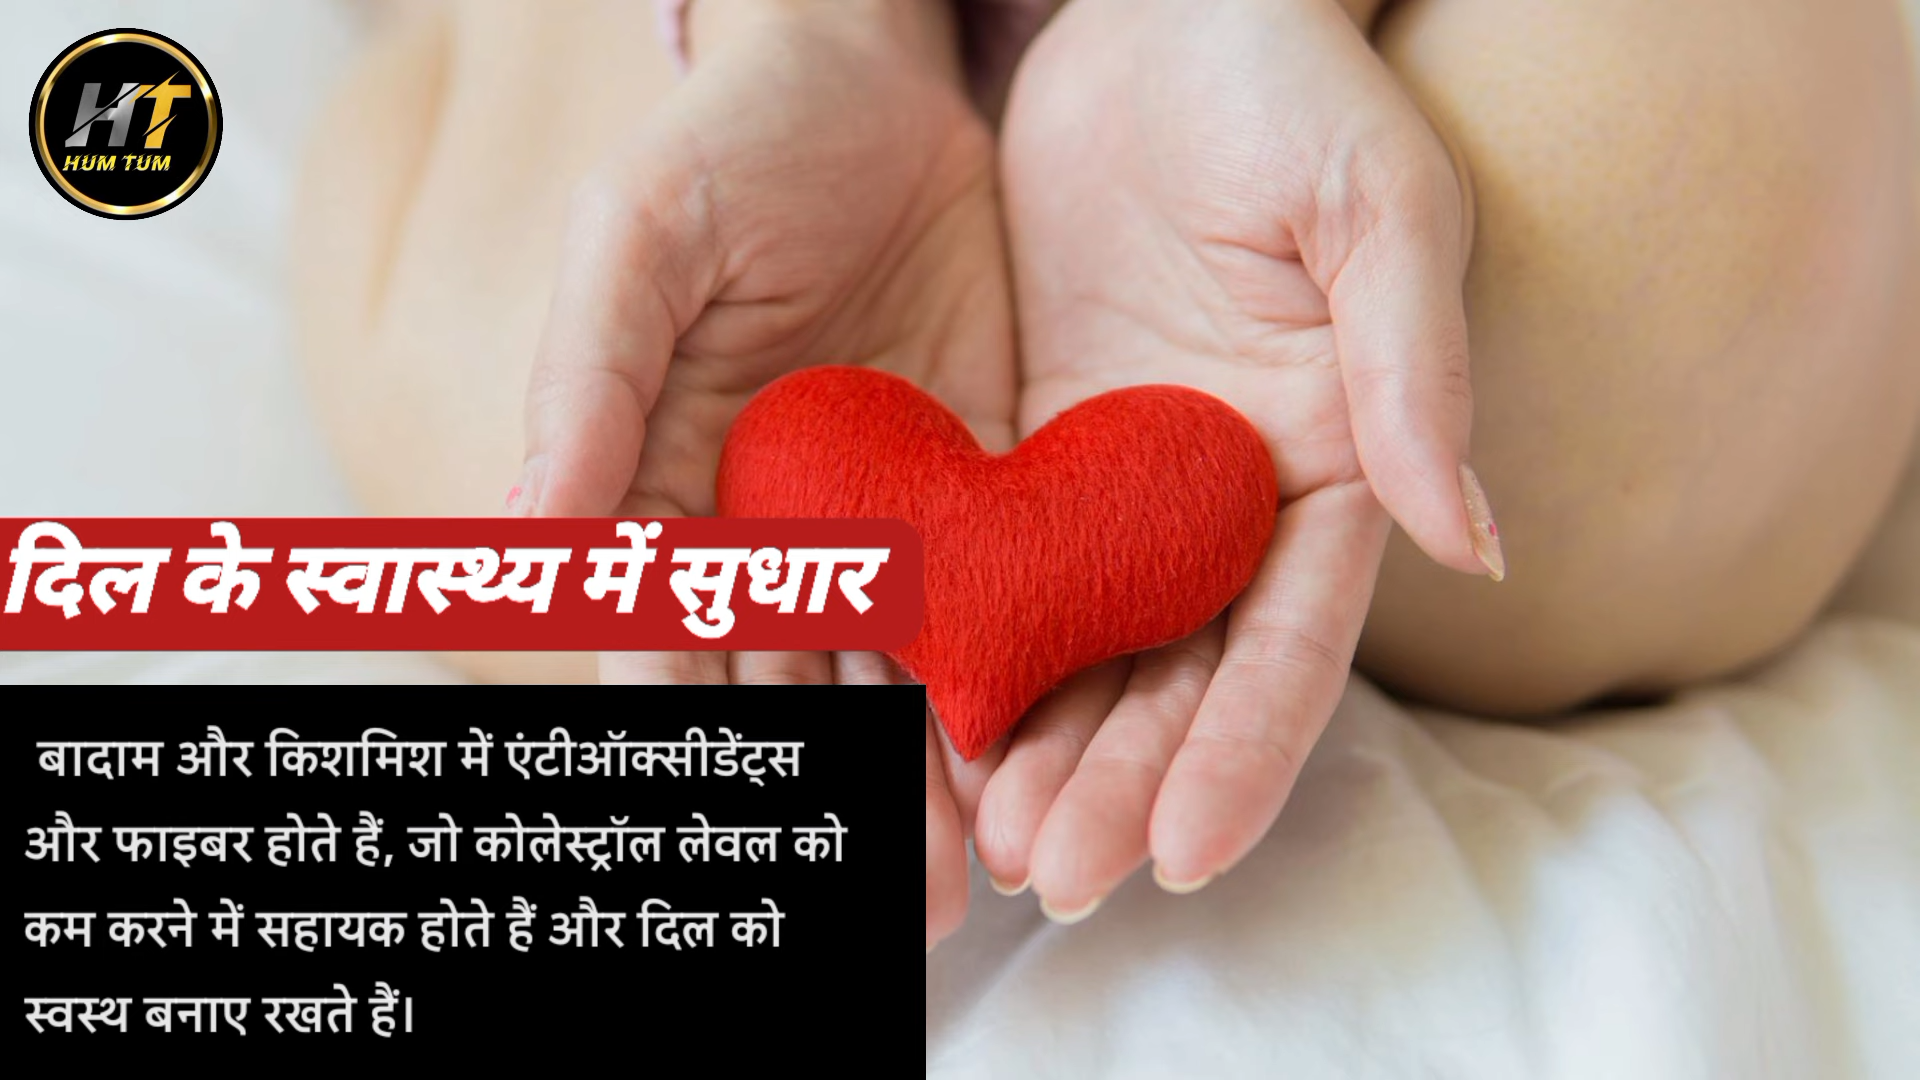 HT
HUM TUM
दिल के स्वास्थ्य में सुधार
बादाम और किशमिश में एंटीऑक्सीडेंट्स
और फाइबर होते हैं, जो कोलेस्ट्रॉल लेवल को
कम करने में सहायक होते हैं और दिल को
स्वस्थ बनाए रखते हैं।